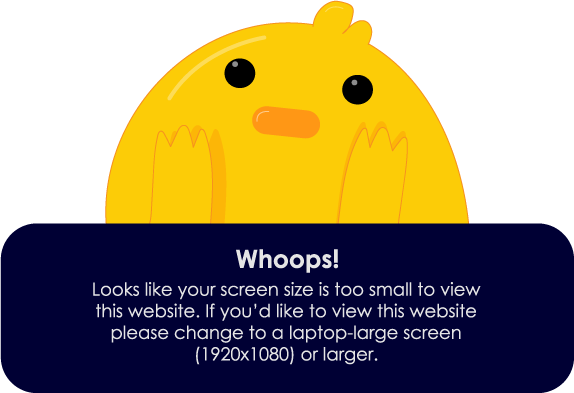 Whoops!
Looks like your screen size is too small to view
this website. If you’d like to view this website
please change to a laptop-large screen
(1920x1080) or larger.